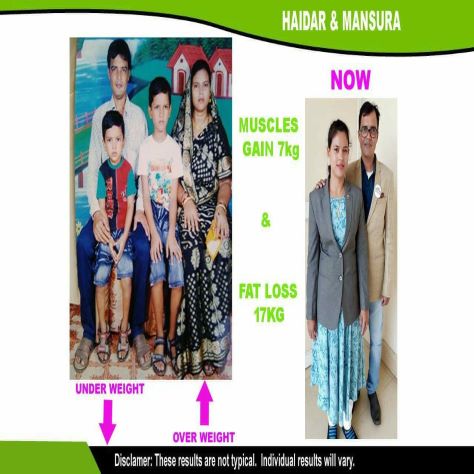 HAIDAR & MANSURA
NOW
MUSCLES
GAIN 7kg
&
FAT LOSS
17KG
UNDER WEIGHT
OVER WEIGHT
Disclamer: These results are not typical. Individual results will vary.